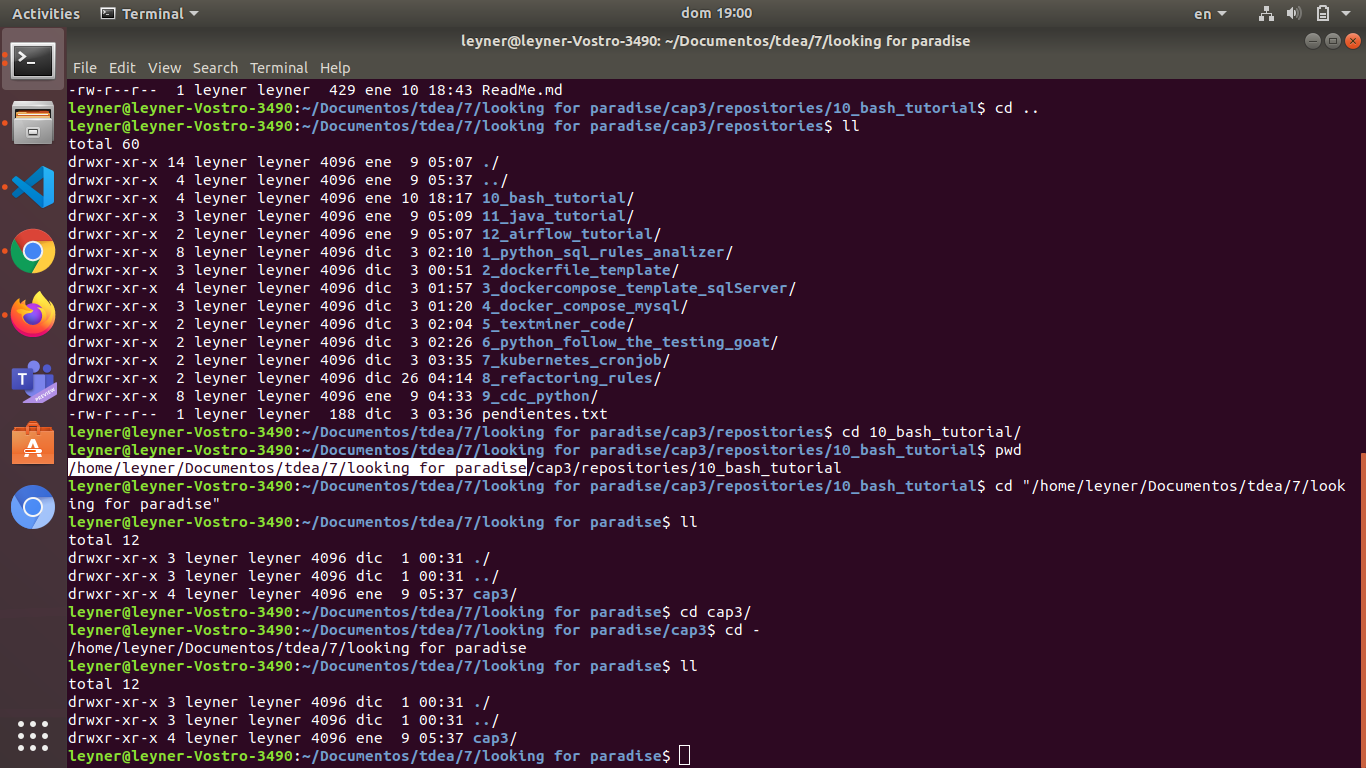 Activities Terminal dom 19:00 en
leyner@leyner-Vostro-3490: ~/Documentos/tdea/7/looking for paradise
File Edit View Search Terminal Help
-rw-r--r--  1 leyner leyner  429 ene 10 18:43 ReadMe.md
leyner@leyner-Vostro-3490:~/Documentos/tdea/7/looking for paradise/cap3/repositories/10_bash_tutorial$ cd ..
leyner@leyner-Vostro-3490:~/Documentos/tdea/7/looking for paradise/cap3/repositories$ ll
total 60
drwxr-xr-x 14 leyner leyner 4096 ene  9 05:07 ./
drwxr-xr-x  4 leyner leyner 4096 ene  9 05:37 ../
drwxr-xr-x  4 leyner leyner 4096 ene 10 18:17 10_bash_tutorial/
drwxr-xr-x  3 leyner leyner 4096 ene  9 05:09 11_java_tutorial/
drwxr-xr-x  2 leyner leyner 4096 ene  9 05:07 12_airflow_tutorial/
drwxr-xr-x  8 leyner leyner 4096 dic  3 02:10 1_python_sql_rules_analizer/
drwxr-xr-x  3 leyner leyner 4096 dic  3 00:51 2_dockerfile_template/
drwxr-xr-x  4 leyner leyner 4096 dic  3 01:57 3_dockercompose_template_sqlServer/
drwxr-xr-x  3 leyner leyner 4096 dic  3 01:20 4_docker_compose_mysql/
drwxr-xr-x  2 leyner leyner 4096 dic  3 02:04 5_textminer_code/
drwxr-xr-x  2 leyner leyner 4096 dic  3 02:26 6_python_follow_the_testing_goat/
drwxr-xr-x  2 leyner leyner 4096 dic  3 03:35 7_kubernetes_cronjob/
drwxr-xr-x  2 leyner leyner 4096 dic 26 04:14 8_refactoring_rules/
drwxr-xr-x  8 leyner leyner 4096 ene  9 04:33 9_cdc_python/
-rw-r--r--  1 leyner leyner  188 dic  3 03:36 pendientes.txt
leyner@leyner-Vostro-3490:~/Documentos/tdea/7/looking for paradise/cap3/repositories$ cd 10_bash_tutorial/
leyner@leyner-Vostro-3490:~/Documentos/tdea/7/looking for paradise/cap3/repositories/10_bash_tutorial$ pwd
/home/leyner/Documentos/tdea/7/looking for paradise/cap3/repositories/10_bash_tutorial
leyner@leyner-Vostro-3490:~/Documentos/tdea/7/looking for paradise/cap3/repositories/10_bash_tutorial$ cd "/home/leyner/Documentos/tdea/7/look
ing for paradise"
leyner@leyner-Vostro-3490:~/Documentos/tdea/7/looking for paradise$ ll
total 12
drwxr-xr-x 3 leyner leyner 4096 dic  1 00:31 ./
drwxr-xr-x 3 leyner leyner 4096 dic  1 00:31 ../
drwxr-xr-x 4 leyner leyner 4096 ene  9 05:37 cap3/
leyner@leyner-Vostro-3490:~/Documentos/tdea/7/looking for paradise$ cd cap3/
leyner@leyner-Vostro-3490:~/Documentos/tdea/7/looking for paradise/cap3$ cd -
/home/leyner/Documentos/tdea/7/looking for paradise
leyner@leyner-Vostro-3490:~/Documentos/tdea/7/looking for paradise$ ll
total 12
drwxr-xr-x 3 leyner leyner 4096 dic  1 00:31 ./
drwxr-xr-x 3 leyner leyner 4096 dic  1 00:31 ../
drwxr-xr-x 4 leyner leyner 4096 ene  9 05:37 cap3/
leyner@leyner-Vostro-3490:~/Documentos/tdea/7/looking for paradise$